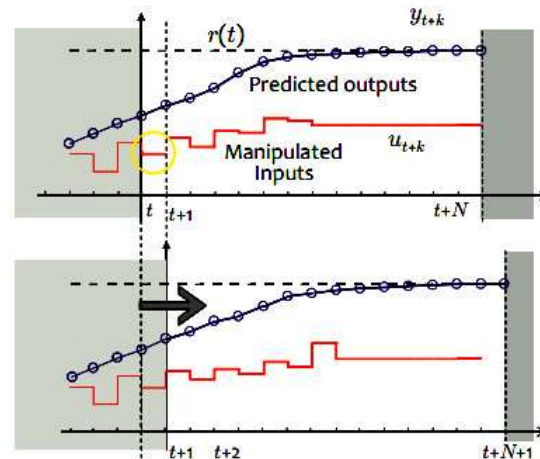 r(t)
y_{t+k}
Predicted outputs
u_{t+k}
Manipulated
Inputs
t
t+1
t+N
t+1
t+2
t+N+1